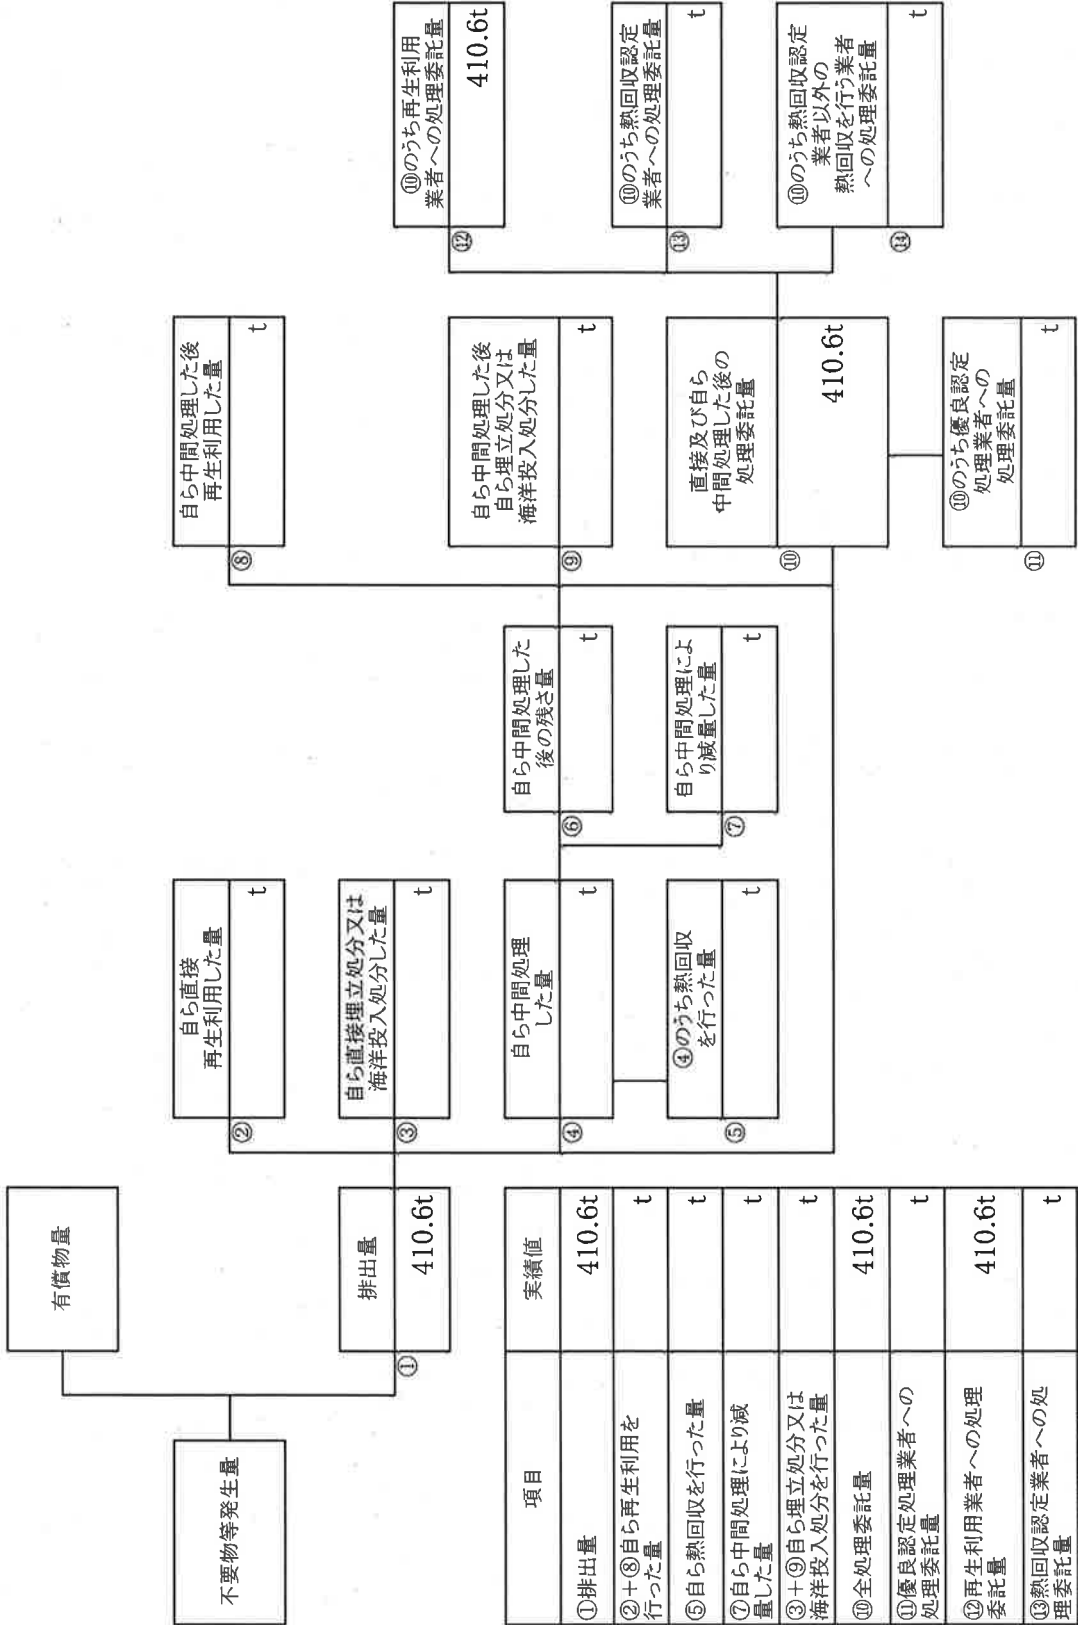 不要物等発生量
有償物量
①
排出量
410.6t
②
自ら直接
再生利用した量
t
③
自ら直接埋立処分又は
海洋投入処分した量
t
④
自ら中間処理
した量
t
⑤
④のうち熱回収
を行った量
t
⑥
自ら中間処理した
後の残さ量
t
⑦
自ら中間処理によ
り減量した量
t
⑧
自ら中間処理した後
再生利用した量
t
⑨
自ら中間処理した後
自ら埋立処分又は
海洋投入処分した量
t
⑩
直接及び自ら
中間処理した後の
処理委託量
410.6t
⑪
⑩のうち優良認定
処理業者への
処理委託量
t
⑫
⑩のうち再生利用
業者への処理委託量
410.6t
⑬
⑩のうち熱回収認定
業者への処理委託量
t
⑭
⑩のうち熱回収認定
業者以外の
熱回収を行う業者
への処理委託量
t
項目
実績値
①排出量
410.6t
②+⑧自ら再生利用を
行った量
t
⑤自ら熱回収を行った量
t
⑦自ら中間処理により減
量した量
t
③+⑨自ら埋立処分又は
海洋投入処分を行った量
t
⑩全処理委託量
410.6t
⑪優良認定処理業者への
処理委託量
t
⑫再生利用業者への処理
委託量
410.6t
⑬熱回収認定業者への処
理委託量
t